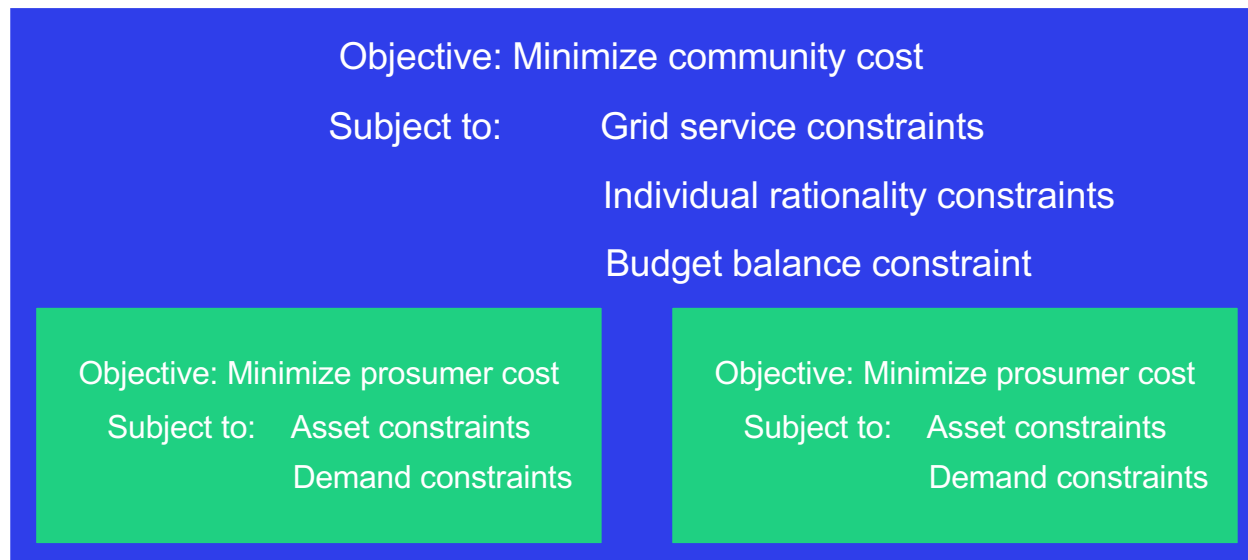 Objective: Minimize community cost
Subject to: Grid service constraints
Individual rationality constraints
Budget balance constraint
Objective: Minimize prosumer cost
Subject to: Asset constraints
Demand constraints
Objective: Minimize prosumer cost
Subject to: Asset constraints
Demand constraints